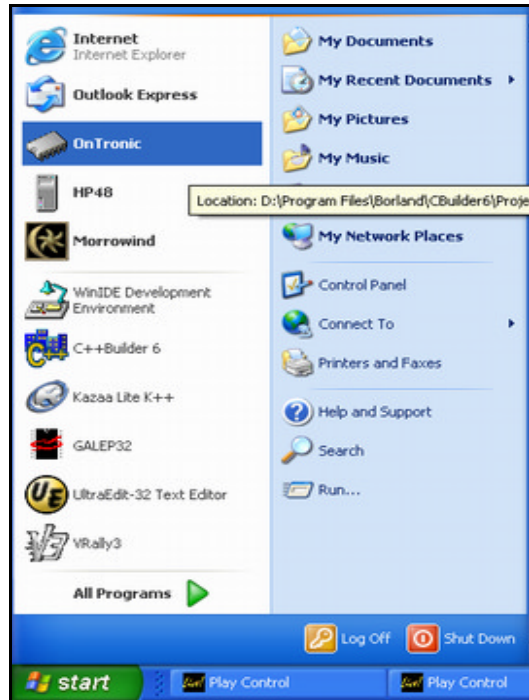 Internet
Internet Explorer
Outlook Express
OnTronic
HP48
Morrowind
WinIDE Development
Environment
C++Builder 6
Kazaa Lite K++
GALEP32
UltraEdit-32 Text Editor
VRally3
All Programs
My Documents
My Recent Documents
My Pictures
My Music
Location: D:\Program Files\Borland\CBuilder6\Proje
My Network Places
Control Panel
Connect To
Printers and Faxes
Help and Support
Search
Run...
Log Off
Shut Down
start
Play Control
Play Control